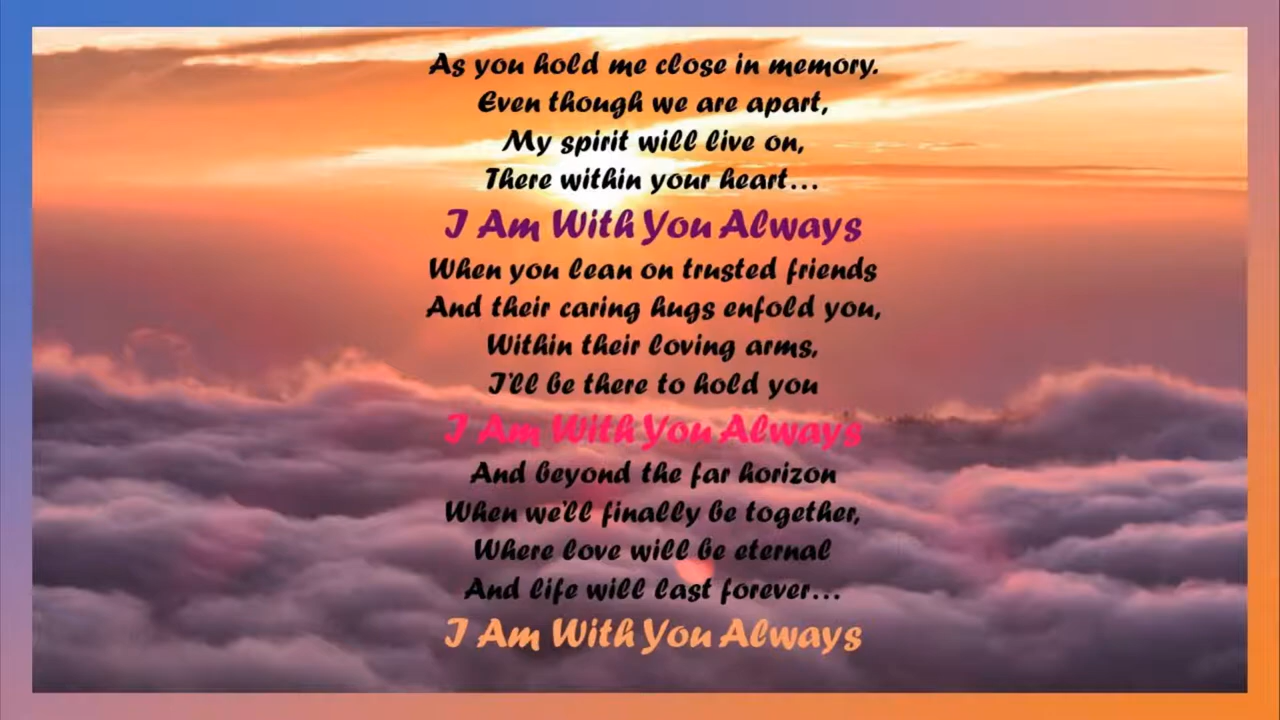 As you hold me close in memory.
Even though we are apart,
My spirit will live on,
There within your heart...
I Am With You Always
When you lean on trusted friends
And their caring hugs enfold you,
Within their loving arms,
I'll be there to hold you
I Am With You Always
And beyond the far horizon
When we'll finally be together,
Where love will be eternal
And life will last forever...
I Am With You Always